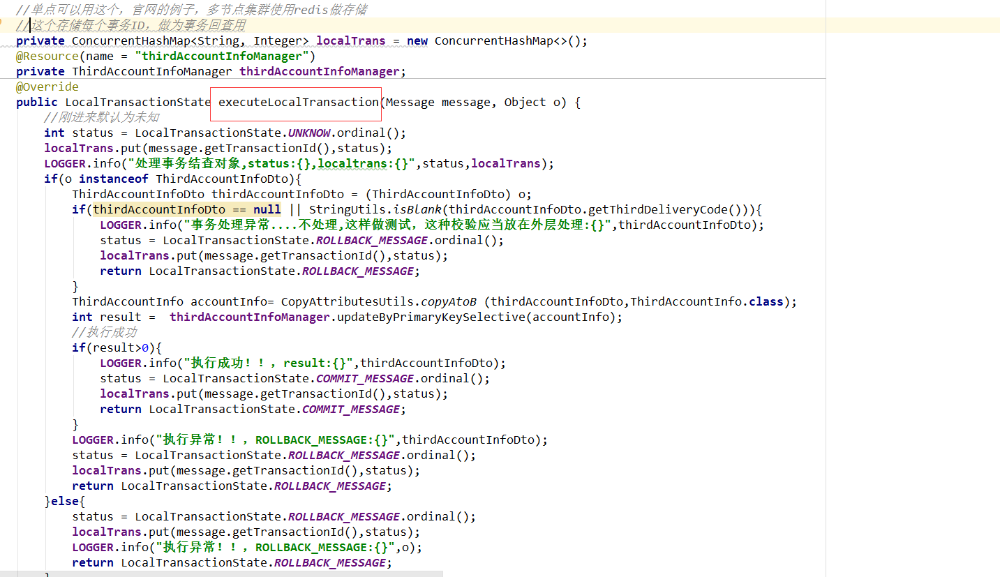 //单点可以用这个，官网的例子，多节点集群使用redis做存储
//这个存储每个事务ID，做为事务回查用
private ConcurrentHashMap<String, Integer> localTrans = new ConcurrentHashMap<>();
@Resource(name = "thirdAccountInfoManager")
private ThirdAccountInfoManager thirdAccountInfoManager;
@Override
public LocalTransactionState executeLocalTransaction(Message message, Object o) {
//刚进来默认为未知
int status = LocalTransactionState.UNKNOW.ordinal();
localTrans.put(message.getTransactionId(),status);
LOGGER.info("处理事务结查对象,status:{},localtrans:{}",status,localTrans);
if(o instanceof ThirdAccountInfoDto){
ThirdAccountInfoDto thirdAccountInfoDto = (ThirdAccountInfoDto) o;
if(thirdAccountInfoDto == null || StringUtils.isBlank(thirdAccountInfoDto.getThirdDeliveryCode())){
LOGGER.info("事务处理异常....不处理,这样做测试，这种校验应当放在外层处理:{}",thirdAccountInfoDto);
status = LocalTransactionState.ROLLBACK_MESSAGE.ordinal();
localTrans.put(message.getTransactionId(),status);
return LocalTransactionState.ROLLBACK_MESSAGE;
}
ThirdAccountInfo accountInfo= CopyAttributesUtils.copyAtoB (thirdAccountInfoDto,ThirdAccountInfo.class);
int result =  thirdAccountInfoManager.updateByPrimaryKeySelective(accountInfo);
//执行成功
if(result>0){
LOGGER.info("执行成功！！，result:{}",thirdAccountInfoDto);
status = LocalTransactionState.COMMIT_MESSAGE.ordinal();
localTrans.put(message.getTransactionId(),status);
return LocalTransactionState.COMMIT_MESSAGE;
}
LOGGER.info("执行异常！！，ROLLBACK_MESSAGE:{}",thirdAccountInfoDto);
status = LocalTransactionState.ROLLBACK_MESSAGE.ordinal();
localTrans.put(message.getTransactionId(),status);
return LocalTransactionState.ROLLBACK_MESSAGE;
}else{
status = LocalTransactionState.ROLLBACK_MESSAGE.ordinal();
localTrans.put(message.getTransactionId(),status);
LOGGER.info("执行异常！！，ROLLBACK_MESSAGE:{}",o);
return LocalTransactionState.ROLLBACK_MESSAGE;
}